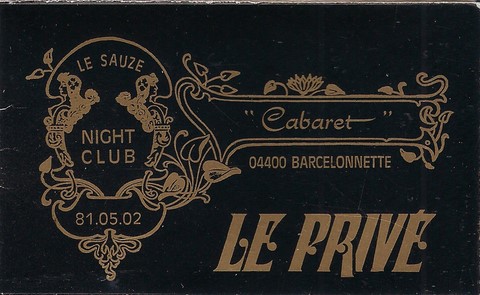 LE SAUZE
NIGHT
CLUB
81.05.02
" Cabaret "
04400 BARCELONNETTE
LE PRIVÉ